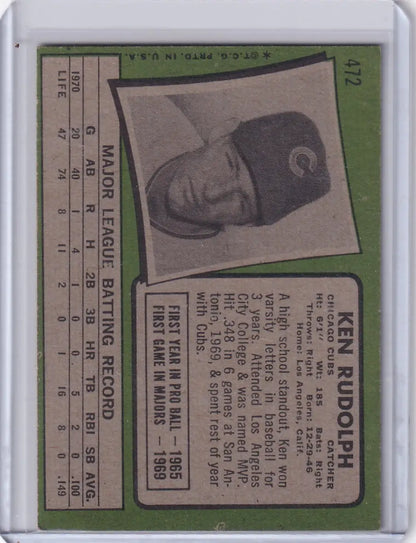 472
★©T.C.G. PRTD. IN U.S.A.
C
KEN RUDOLPH
CHICAGO CUBS CATCHER
Ht: 6'1" Wt: 185 Bats: Right
Throws: Right Born: 12-29-46
Home: Los Angeles, Calif.
A high school standout, Ken won
varsity letters in baseball for
3 years. Attended Los Angeles
City College & was named MVP.
Hit .348 in 6 games at San An-
tonio, 1969, & spent rest of year
with Cubs.
FIRST YEAR IN PRO BALL — 1965
FIRST GAME IN MAJORS — 1969
MAJOR LEAGUE BATTING RECORD
G AB R H 2B 3B HR TB RBI SB AVG.
1970 20 40 1 4 1 0 0 5 2 0 .100
LIFE 47 74 8 11 2 0 1 16 8 0 .149